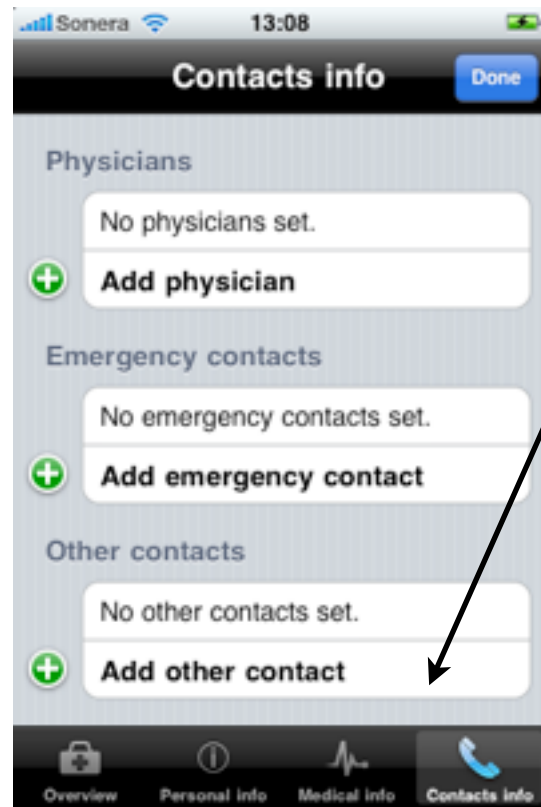 Sonera 13:08
Contacts info Done
Physicians
No physicians set.
Add physician
Emergency contacts
No emergency contacts set.
Add emergency contact
Other contacts
No other contacts set.
Add other contact
Overview Personal info Medical info Contacts info